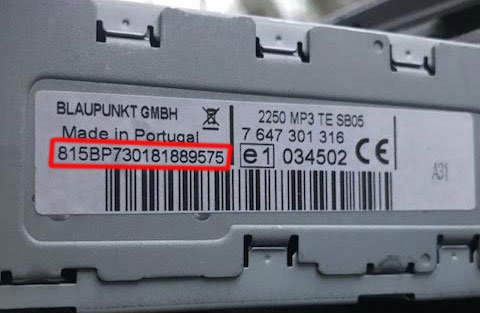 BLAUPUNKT GMBH
Made in Portugal
815BP730181889575
2250 MP3 TE SB05
7 647 301 316
e1 034502 CE
A31